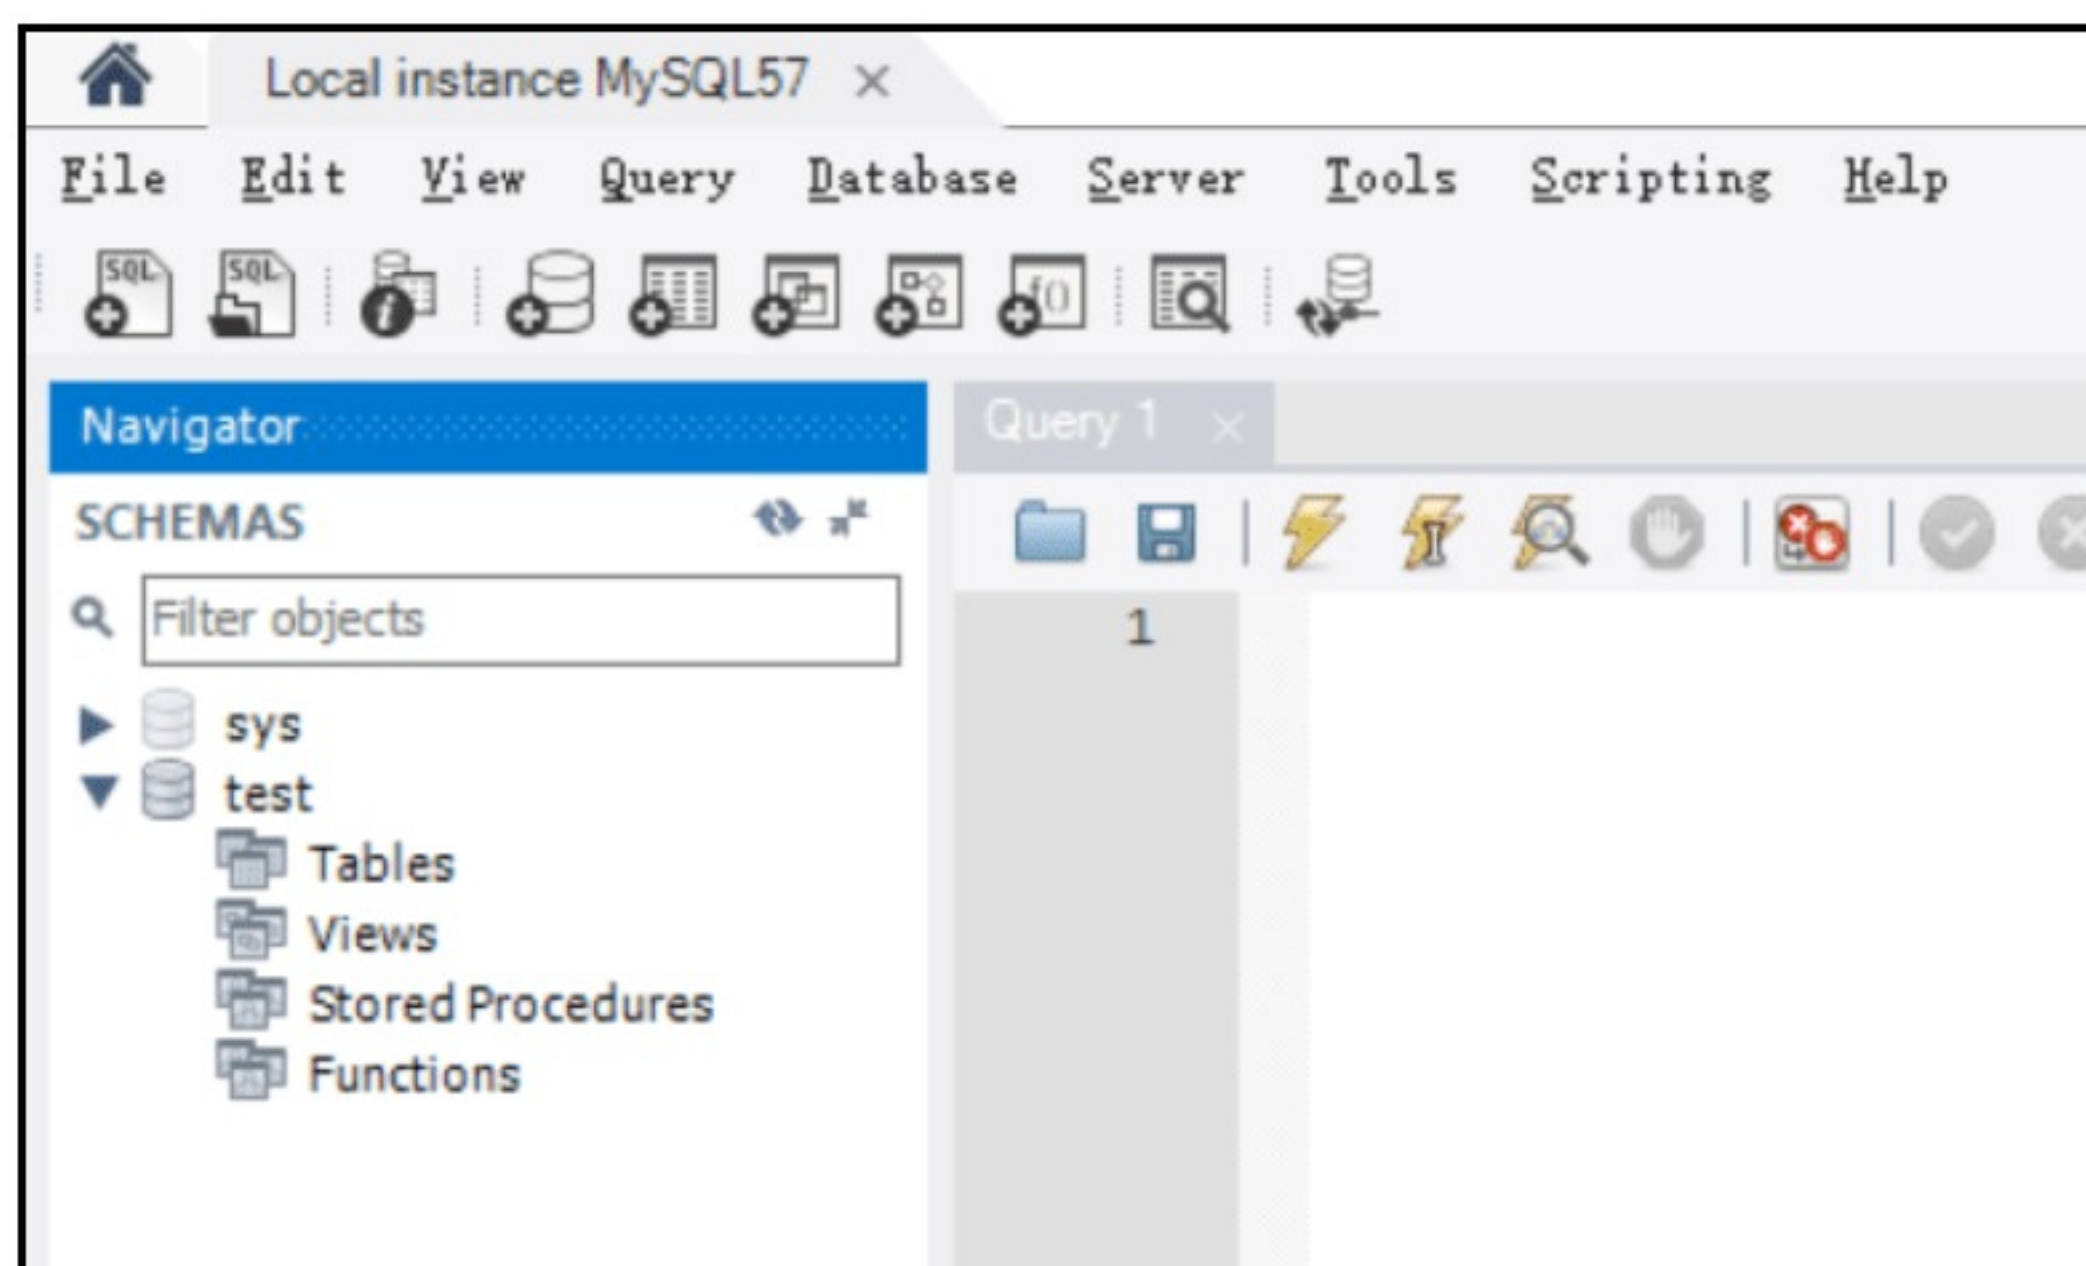 Local instance MySQL57
File Edit View Query Database Server Tools Scripting Help
SQL SQL f()
Navigator
Query 1
SCHEMAS
Filter objects
1
sys
test
Tables
Views
Stored Procedures
Functions